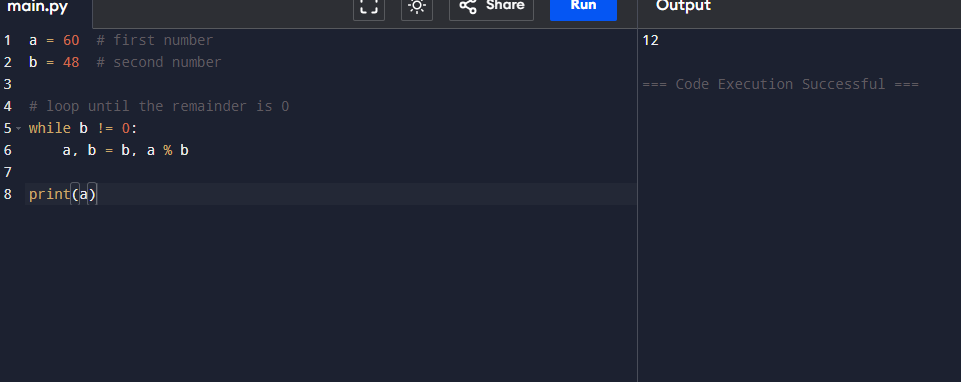 main.py
Share
Run
Output
1 a = 60  # first number
2 b = 48  # second number
3
4 # loop until the remainder is 0
5 while b != 0:
6     a, b = b, a % b
7
8 print(a)
12
=== Code Execution Successful ===